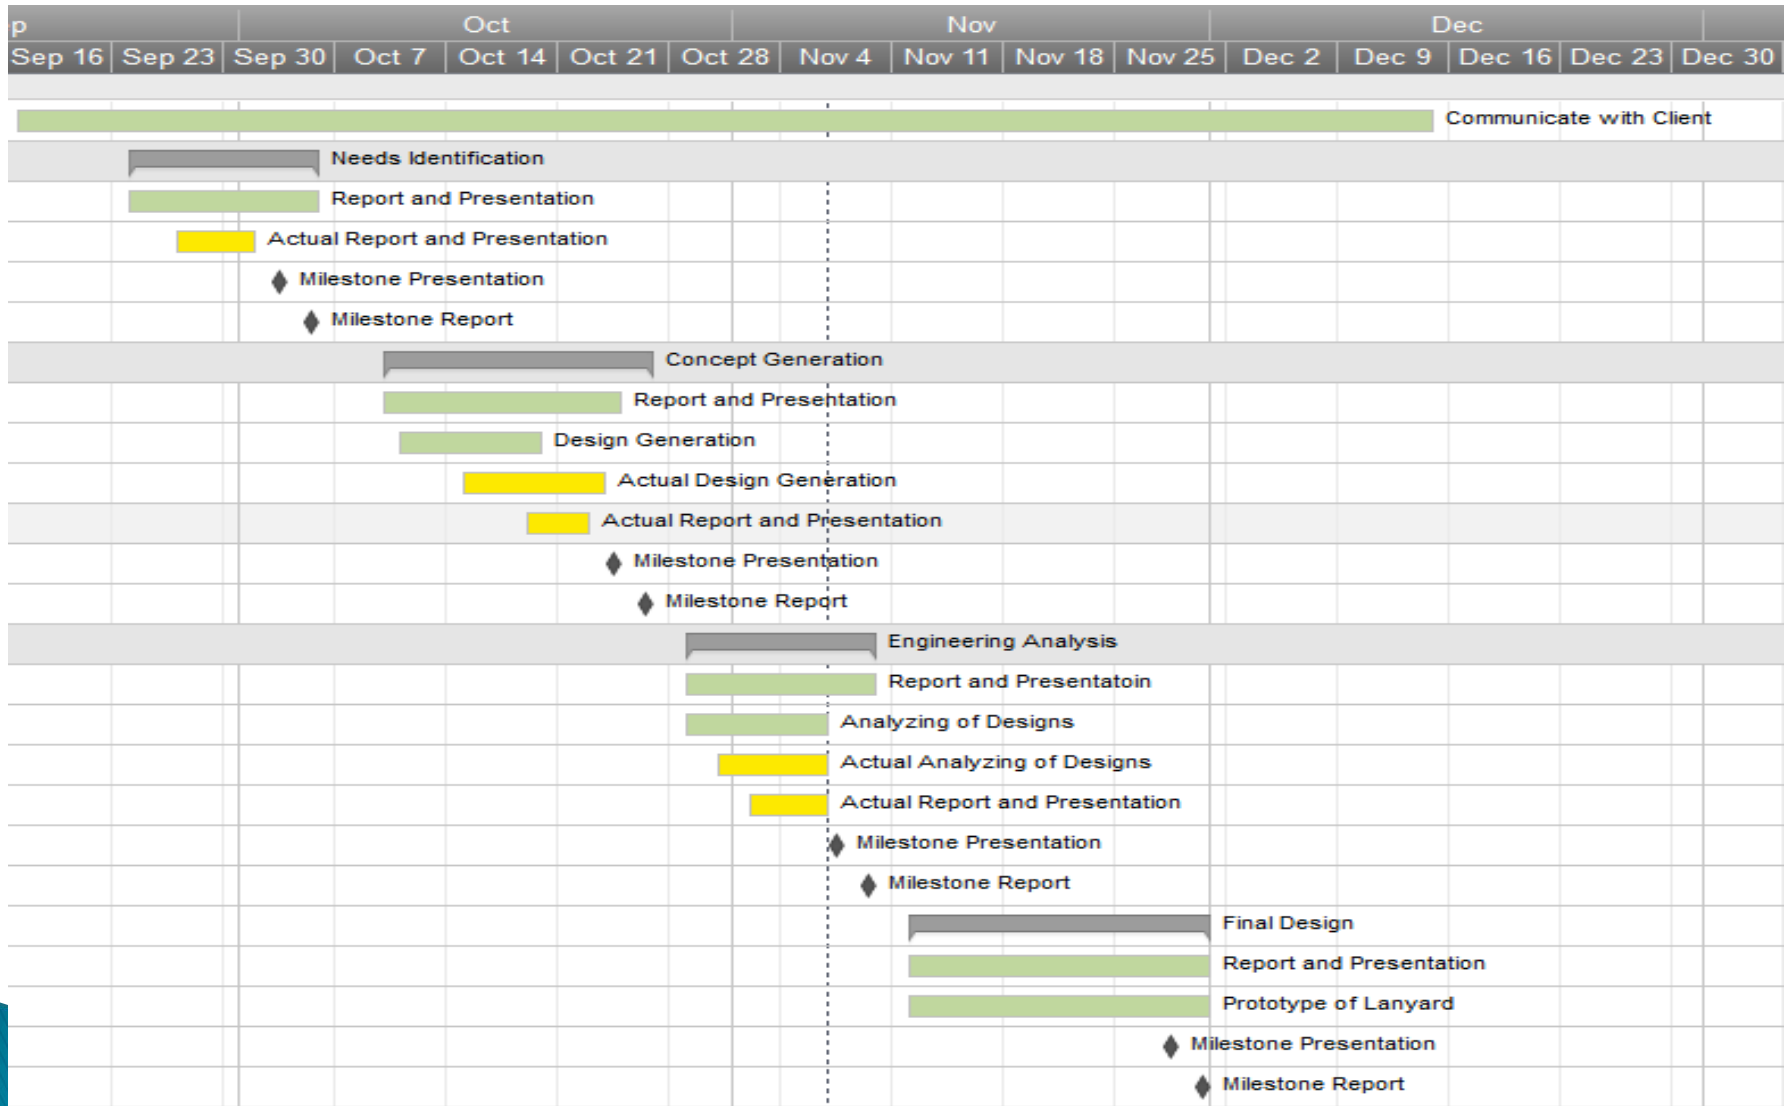 p Oct Nov Dec
Sep 16 Sep 23 Sep 30 Oct 7 Oct 14 Oct 21 Oct 28 Nov 4 Nov 11 Nov 18 Nov 25 Dec 2 Dec 9 Dec 16 Dec 23 Dec 30
Communicate with Client
Needs Identification
Report and Presentation
Actual Report and Presentation
Milestone Presentation
Milestone Report
Concept Generation
Report and Presentation
Design Generation
Actual Design Generation
Actual Report and Presentation
Milestone Presentation
Milestone Report
Engineering Analysis
Report and Presentatoin
Analyzing of Designs
Actual Analyzing of Designs
Actual Report and Presentation
Milestone Presentation
Milestone Report
Final Design
Report and Presentation
Prototype of Lanyard
Milestone Presentation
Milestone Report